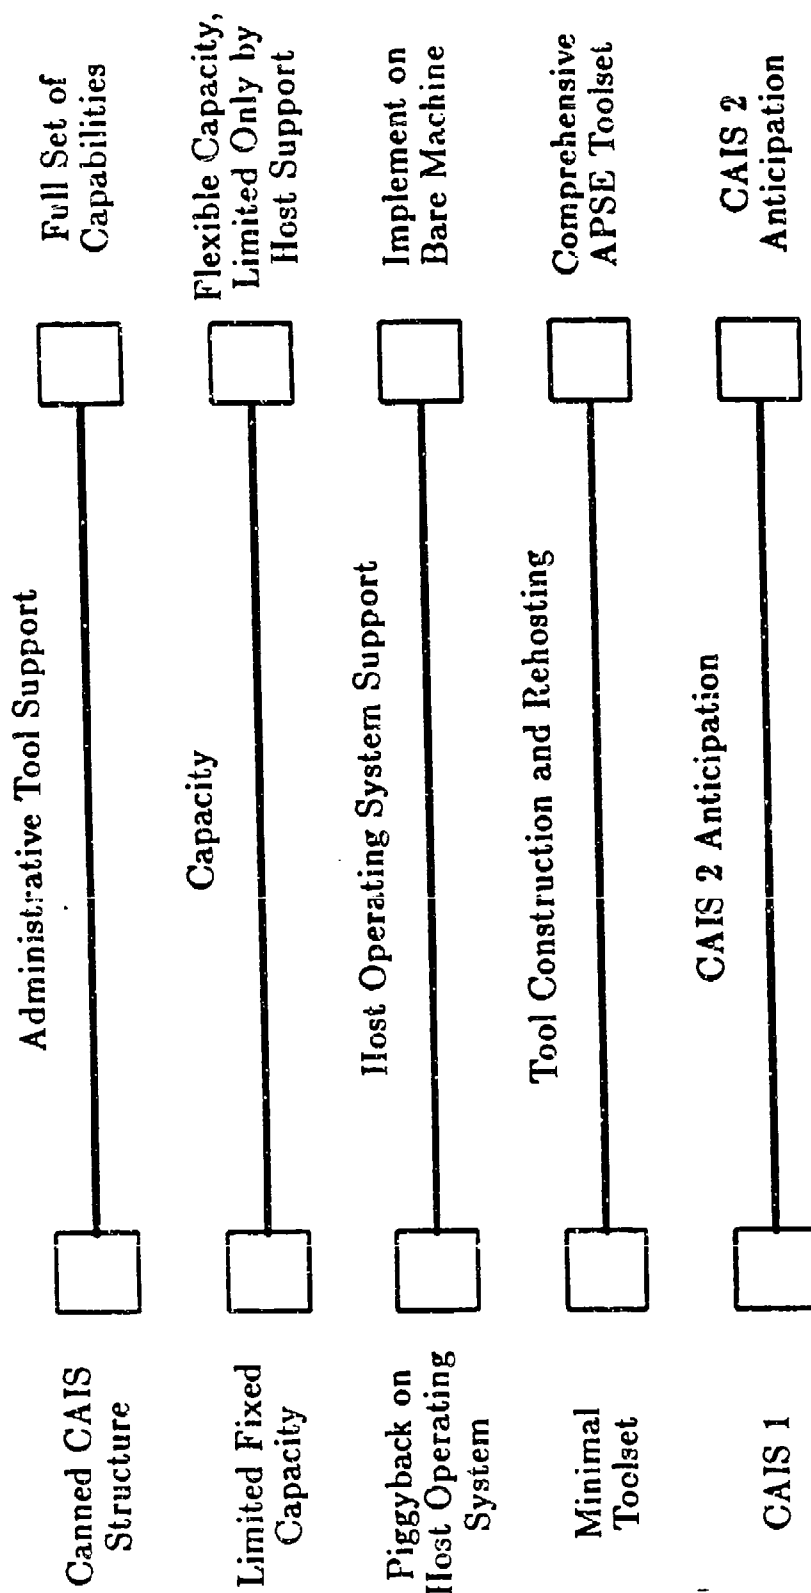 Administrative Tool Support
Canned CAIS
Structure
Full Set of
Capabilities
Capacity
Limited Fixed
Capacity
Flexible Capacity,
Limited Only by
Host Support
Host Operating System Support
Piggyback on
Host Operating
System
Implement on
Bare Machine
Tool Construction and Rehosting
Minimal
Toolset
Comprehensive
APSE Toolset
CAIS 2 Anticipation
CAIS 1
CAIS 2
Anticipation